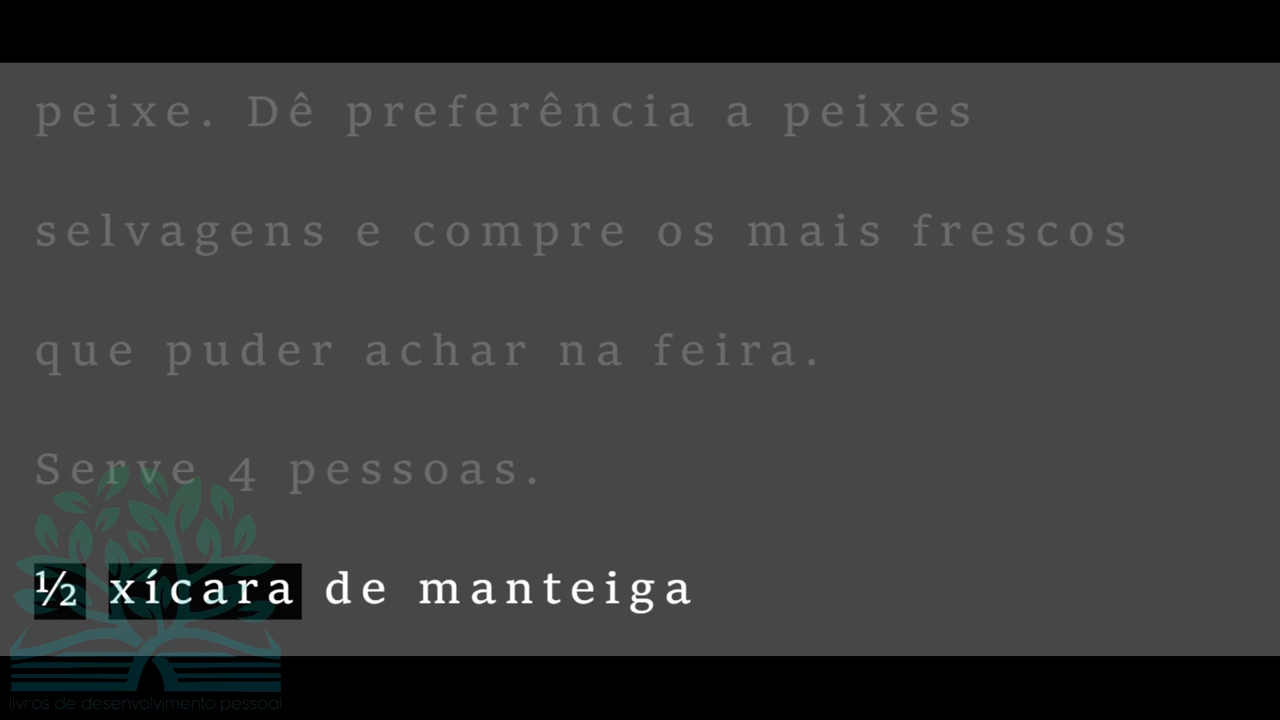 peixe. Dê preferência a peixes
selvagens e compre os mais frescos
que puder achar na feira.
Serve 4 pessoas.
½ xícara de manteiga
livros de desenvolvimento pessoal